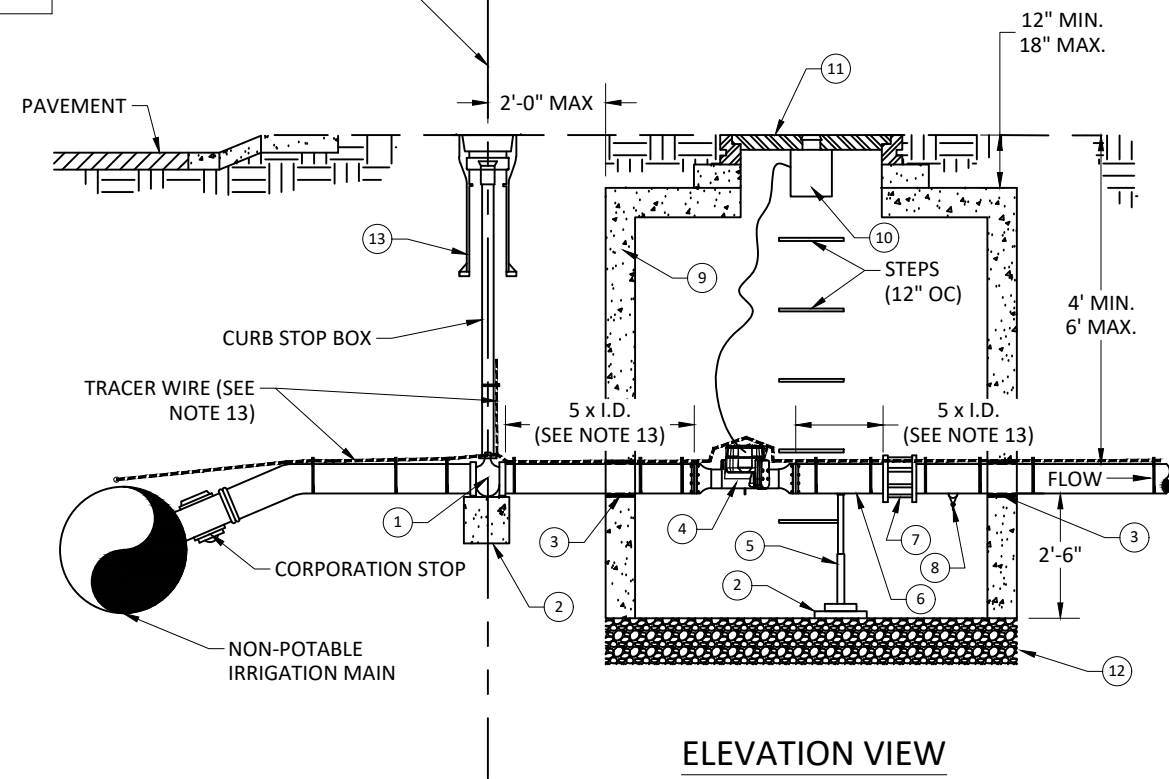 12" MIN.
18" MAX.
11
PAVEMENT
2'-0" MAX
13
10
9
STEPS
(12" OC)
4' MIN.
6' MAX.
CURB STOP BOX
TRACER WIRE (SEE
NOTE 13)
5 x I.D.
(SEE NOTE 13)
5 x I.D.
(SEE NOTE 13)
FLOW
1
3
4
5
7
8
3
2'-6"
CORPORATION STOP
2
2
6
NON-POTABLE
IRRIGATION MAIN
12
ELEVATION VIEW